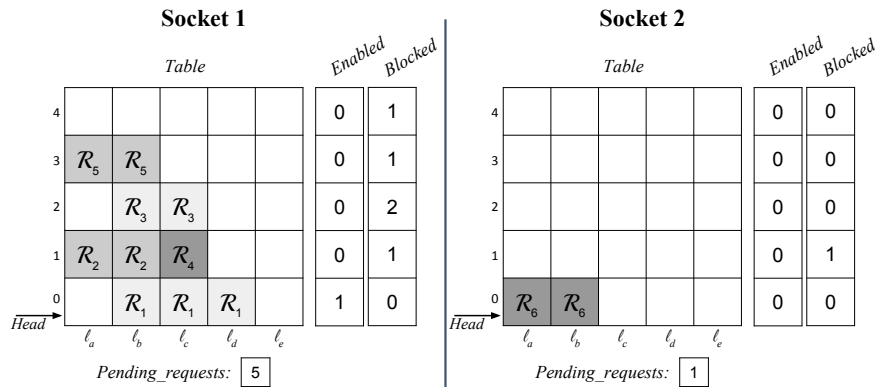 Socket 1
Socket 2
Table Enabled Blocked
Table Enabled Blocked
4 0 1
3 R5 R5 0 1
2 R3 R3 0 2
1 R2 R2 R4 0 1
0 R1 R1 R1 1 0
Head
ℓa ℓb ℓc ℓd ℓe
Pending_requests: 5
4 0 0
3 0 0
2 0 0
1 0 1
0 R6 R6 0 0
Head
ℓa ℓb ℓc ℓd ℓe
Pending_requests: 1